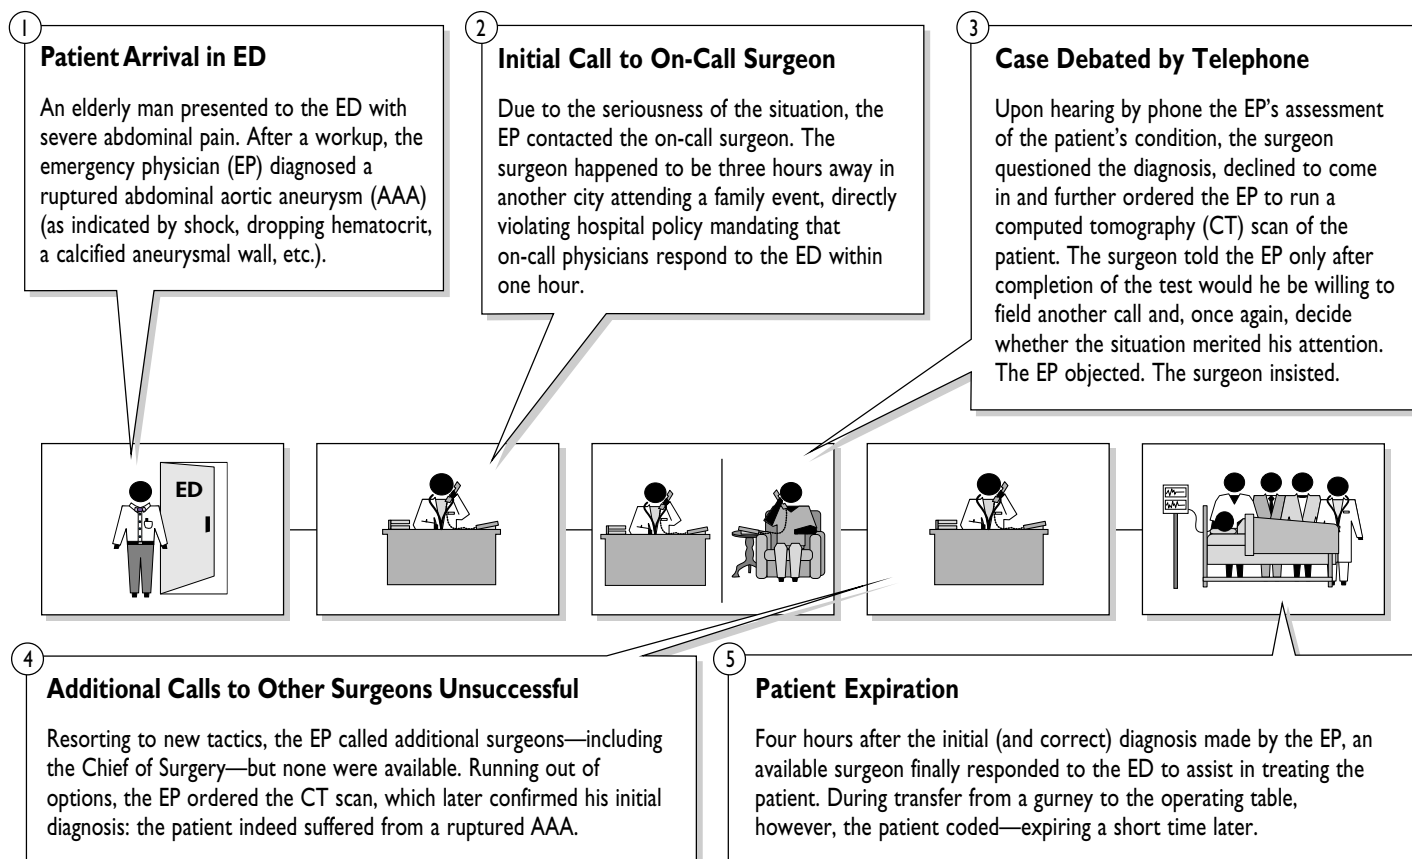 1
Patient Arrival in ED
An elderly man presented to the ED with
severe abdominal pain. After a workup, the
emergency physician (EP) diagnosed a
ruptured abdominal aortic aneurysm (AAA)
(as indicated by shock, dropping hematocrit,
a calcified aneurysmal wall, etc.).
2
Initial Call to On-Call Surgeon
Due to the seriousness of the situation, the
EP contacted the on-call surgeon. The
surgeon happened to be three hours away in
another city attending a family event, directly
violating hospital policy mandating that
on-call physicians respond to the ED within
one hour.
3
Case Debated by Telephone
Upon hearing by phone the EP’s assessment
of the patient’s condition, the surgeon
questioned the diagnosis, declined to come
in and further ordered the EP to run a
computed tomography (CT) scan of the
patient. The surgeon told the EP only after
completion of the test would he be willing to
field another call and, once again, decide
whether the situation merited his attention.
The EP objected. The surgeon insisted.
ED
4
Additional Calls to Other Surgeons Unsuccessful
Resorting to new tactics, the EP called additional surgeons—including
the Chief of Surgery—but none were available. Running out of
options, the EP ordered the CT scan, which later confirmed his initial
diagnosis: the patient indeed suffered from a ruptured AAA.
5
Patient Expiration
Four hours after the initial (and correct) diagnosis made by the EP, an
available surgeon finally responded to the ED to assist in treating the
patient. During transfer from a gurney to the operating table,
however, the patient coded—expiring a short time later.